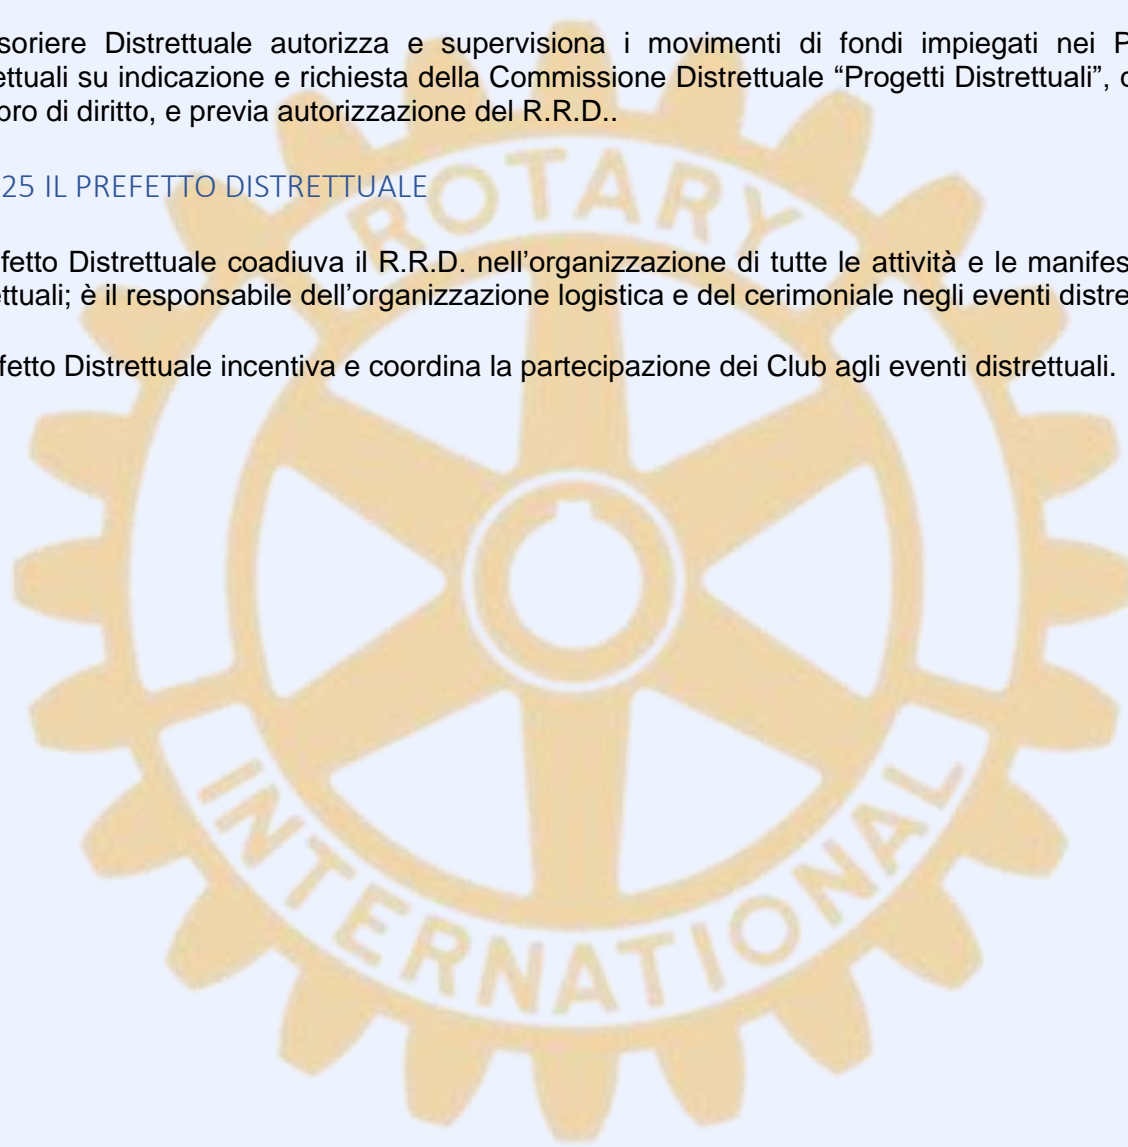 soriere Distrettuale autorizza e supervisiona i movimenti di fondi impiegati nei P
ettuali su indicazione e richiesta della Commissione Distrettuale “Progetti Distrettuali”,
bro di diritto, e previa autorizzazione del R.R.D..
25 IL PREFETTO DISTRETTUALE
fetto Distrettuale coadiuva il R.R.D. nell’organizzazione di tutte le attività e le manifes
ettuali; è il responsabile dell’organizzazione logistica e del cerimoniale negli eventi distre
fetto Distrettuale incentiva e coordina la partecipazione dei Club agli eventi distrettuali.
ROTARY
INTERNATIONAL